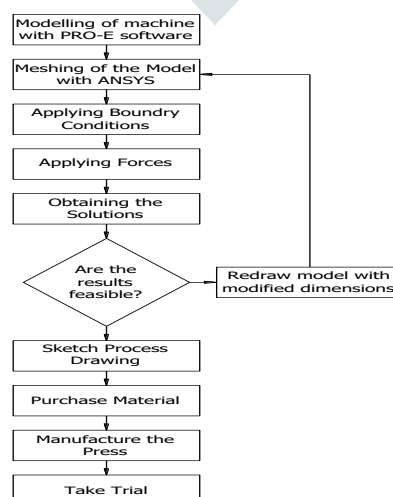 Modelling of machine
with PRO-E software
Meshing of the Model
with ANSYS
Applying Boundry
Conditions
Applying Forces
Obtaining the
Solutions
Are the
results
feasible?
Redraw model with
modified dimensions
Sketch Process
Drawing
Purchase Material
Manufacture the
Press
Take Trial